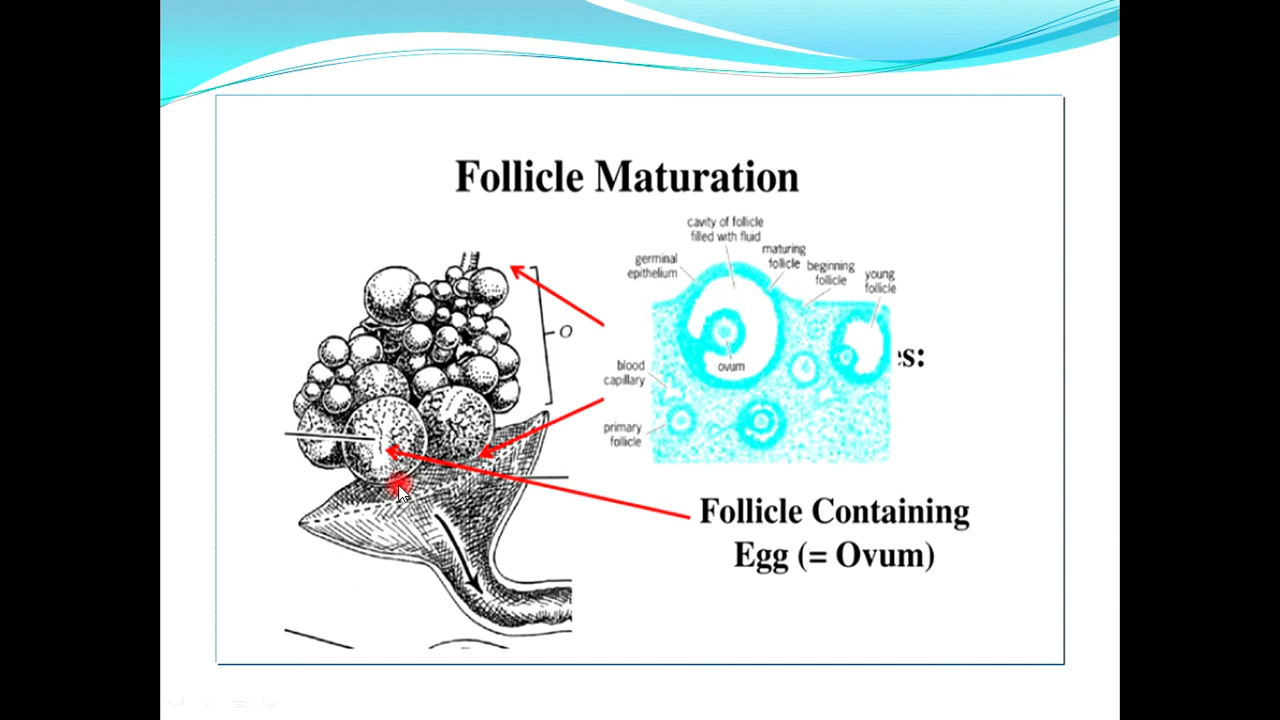 Follicle Maturation
cavity of follicle
filled with fluid
germinal
epithelium
maturing
follicle
beginning
follicle
young
follicle
O
blood
capillary
ovum
es:
primary
follicle
Follicle Containing
Egg (= Ovum)